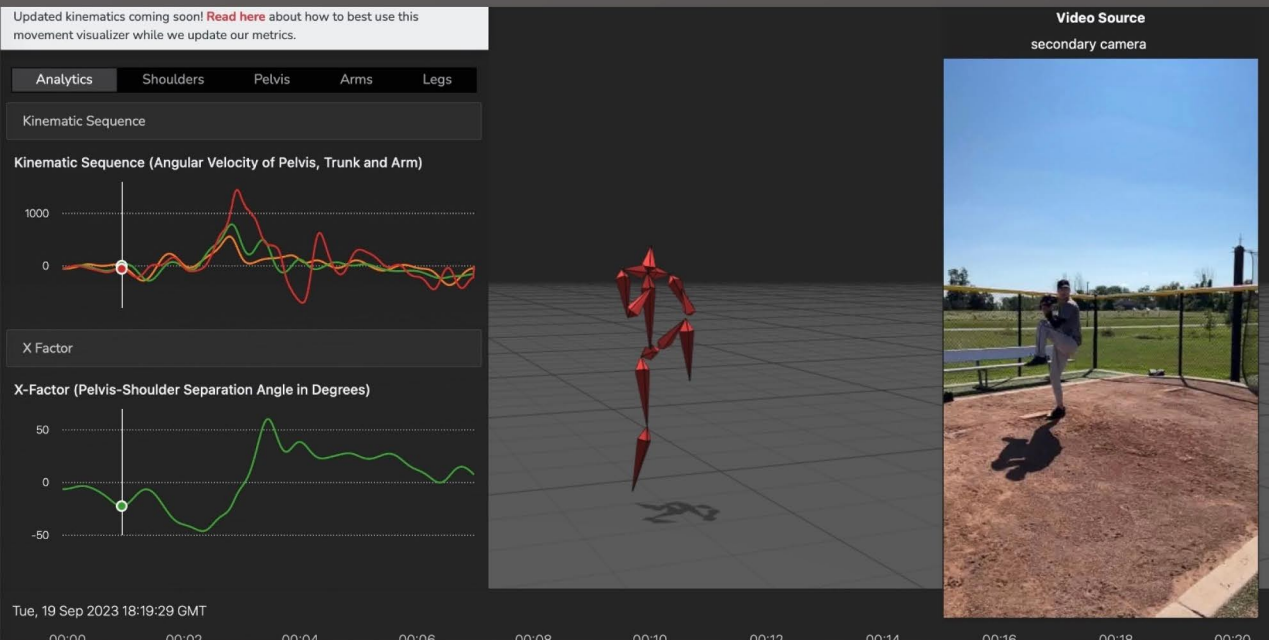 Updated kinematics coming soon! Read here about how to best use this
movement visualizer while we update our metrics.
Analytics Shoulders Pelvis Arms Legs
Kinematic Sequence
Kinematic Sequence (Angular Velocity of Pelvis, Trunk and Arm)
1000
0
X Factor
X-Factor (Pelvis-Shoulder Separation Angle in Degrees)
50
0
-50
Tue, 19 Sep 2023 18:19:29 GMT
Video Source
secondary camera
00:00 00:02 00:04 00:06 00:08 00:10 00:12 00:14 00:16 00:18 00:20